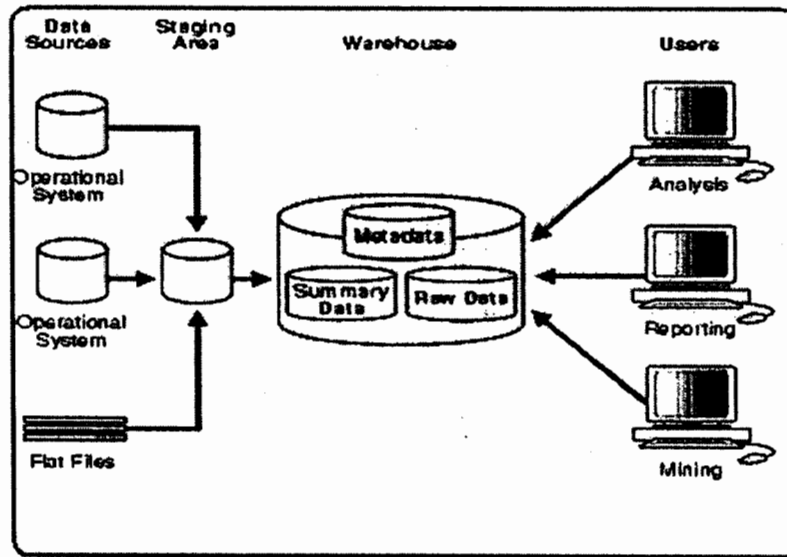 Data
Sources
Staging
Area
Warehouse
Users
Operational
System
Analysis
Metadata
Summary
Data
Raw Data
Operational
System
Reporting
Flat Files
Mining